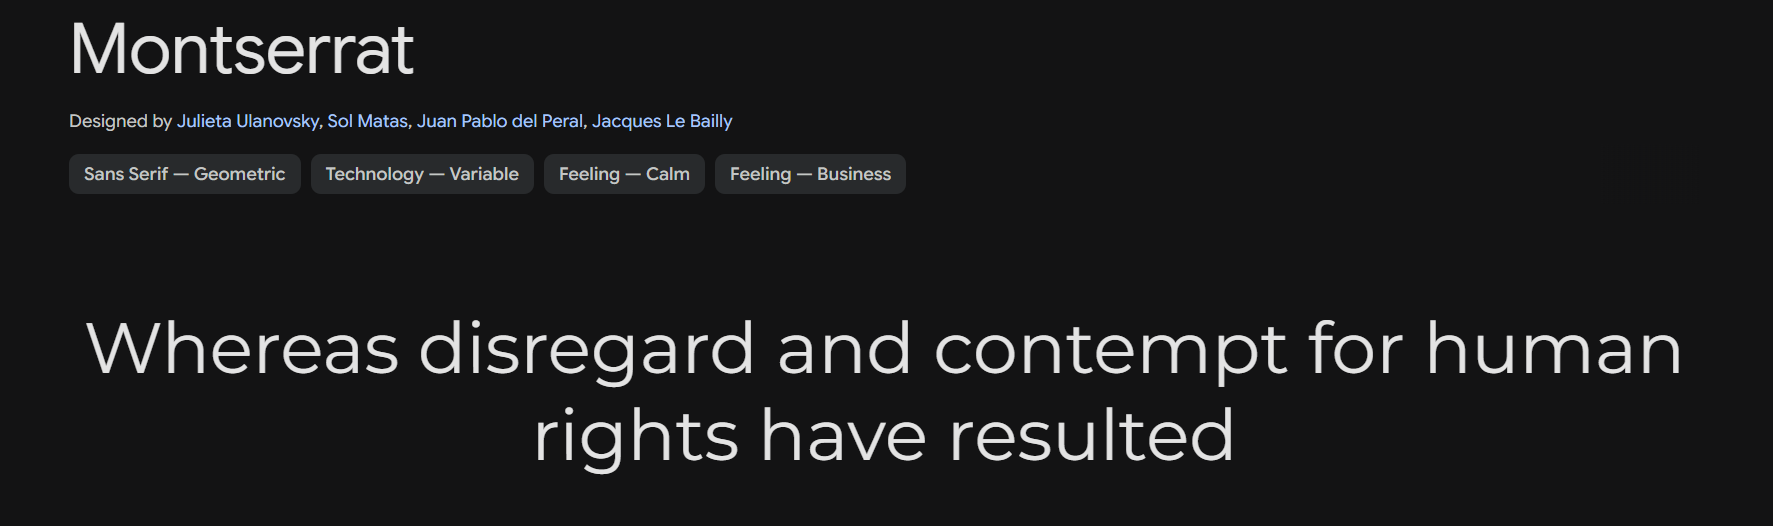 Montserrat
Designed by Julieta Ulanovsky, Sol Matas, Juan Pablo del Peral, Jacques Le Bailly
Sans Serif — Geometric Technology — Variable Feeling — Calm Feeling — Business
Whereas disregard and contempt for human
rights have resulted